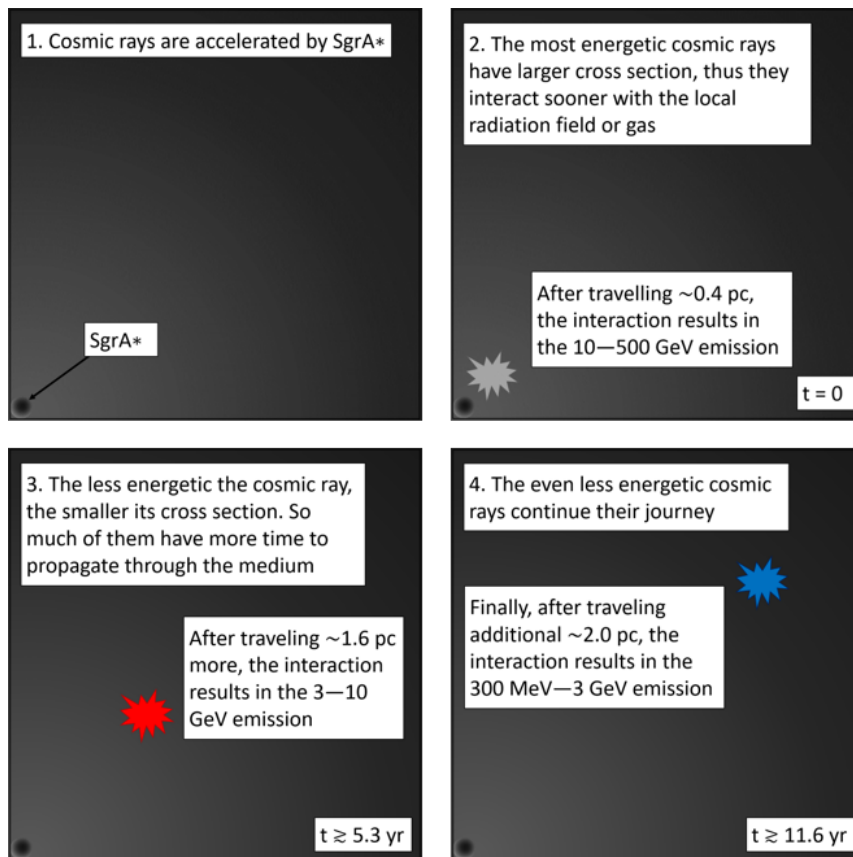 1. Cosmic rays are accelerated by SgrA*
SgrA*
2. The most energetic cosmic rays
have larger cross section, thus they
interact sooner with the local
radiation field or gas
After travelling ~0.4 pc,
the interaction results in
the 10—500 GeV emission
t = 0
3. The less energetic the cosmic ray,
the smaller its cross section. So
much of them have more time to
propagate through the medium
After traveling ~1.6 pc
more, the interaction
results in the 3—10
GeV emission
t ≳ 5.3 yr
4. The even less energetic cosmic
rays continue their journey
Finally, after traveling
additional ~2.0 pc, the
interaction results in the
300 MeV—3 GeV emission
t ≳ 11.6 yr